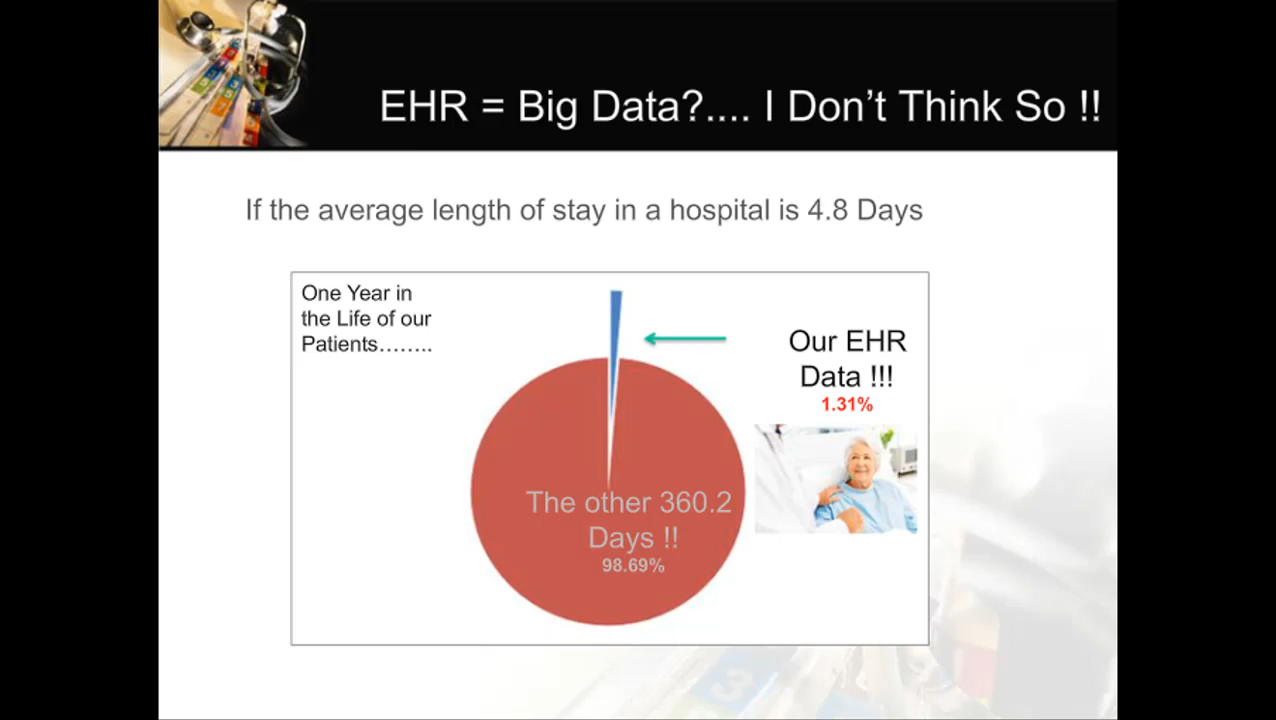 EHR = Big Data?.... I Don't Think So !!
If the average length of stay in a hospital is 4.8 Days
One Year in
the Life of our
Patients........
Our EHR
Data !!!
1.31%
The other 360.2
Days !!
98.69%
3